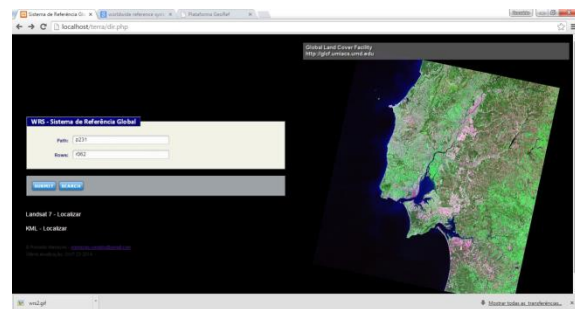 Sistema de Referência Glo
worldwide reference syst
Plataforma GeoRef
localhost/terra/dir.php
Global Land Cover Facility
http://glcf.umiacs.umd.edu
WRS - Sistema de Referência Global
Path: p231
Rows: r062
SUBMIT SEARCH
Landsat 7 - Localizar
KML - Localizar
wrs2.gif
Mostrar todas as transferências...